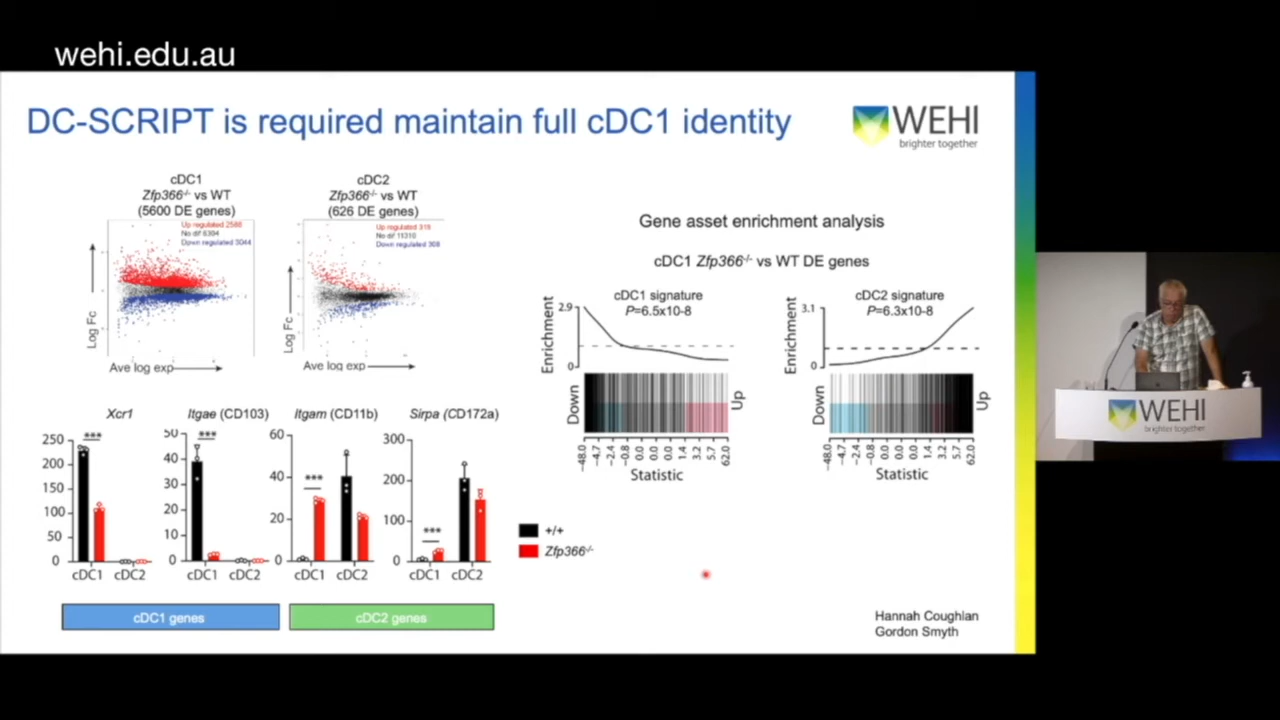 wehi.edu.au
DC-SCRIPT is required maintain full cDC1 identity
WEHI
brighter together
cDC1
Zfp366-/- vs WT
(5600 DE genes)
Up regulated 2566
No dif 6394
Down regulated 3044
Log Fc
Ave log exp
cDC2
Zfp366-/- vs WT
(626 DE genes)
Up regulated 319
No dif 11310
Down regulated 308
Log Fc
Ave log exp
Gene asset enrichment analysis
cDC1 Zfp366-/- vs WT DE genes
cDC1 signature
P=6.5x10-8
Enrichment
2.9
0
Down
Up
-48.0 -4.7 -2.4 -0.8 0.0 0.0 1.4 3.2 5.7 62.0
Statistic
cDC2 signature
P=6.3x10-8
Enrichment
3.1
0
Down
Up
-48.0 -4.7 -2.4 -0.8 0.0 0.0 1.4 3.2 5.7 62.0
Statistic
Xcr1
***
250
200
150
100
50
0
cDC1 cDC2
Itgae (CD103)
***
50
40
30
20
10
0
cDC1 cDC2
Itgam (CD11b)
***
60
40
20
0
cDC1 cDC2
Sirpa (CD172a)
***
300
200
100
0
cDC1 cDC2
+/+
Zfp366-/-
cDC1 genes
cDC2 genes
Hannah Coughlan
Gordon Smyth
WEHI